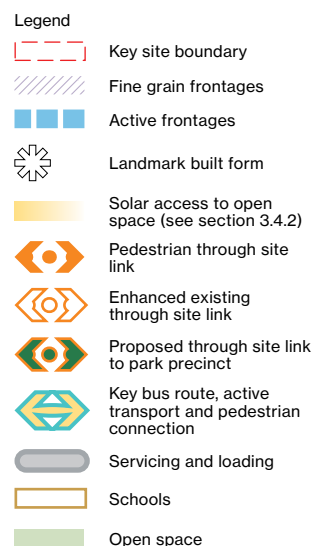 Legend
Key site boundary
Fine grain frontages
Active frontages
Landmark built form
Solar access to open
space (see section 3.4.2)
Pedestrian through site
link
Enhanced existing
through site link
Proposed through site link
to park precinct
Key bus route, active
transport and pedestrian
connection
Servicing and loading
Schools
Open space